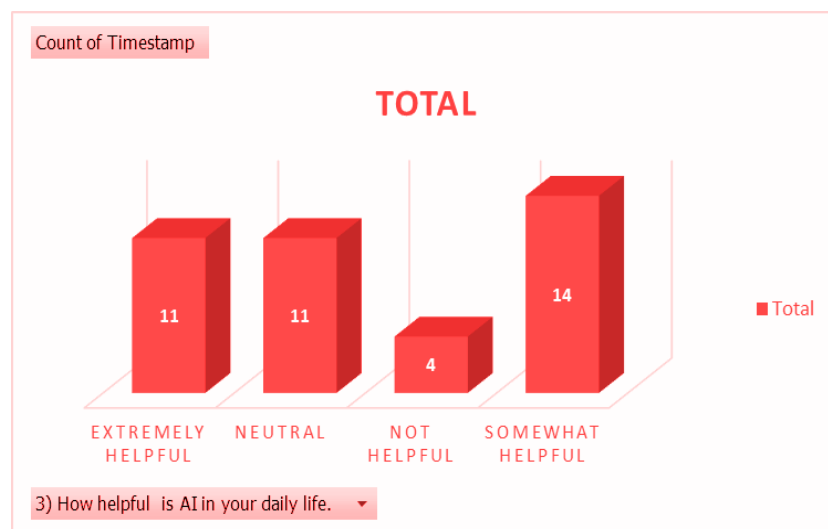 Count of Timestamp
TOTAL
11
11
4
14
Total
EXTREMELY
HELPFUL
NEUTRAL
NOT
HELPFUL
SOMEWHAT
HELPFUL
3) How helpful  is AI in your daily life.